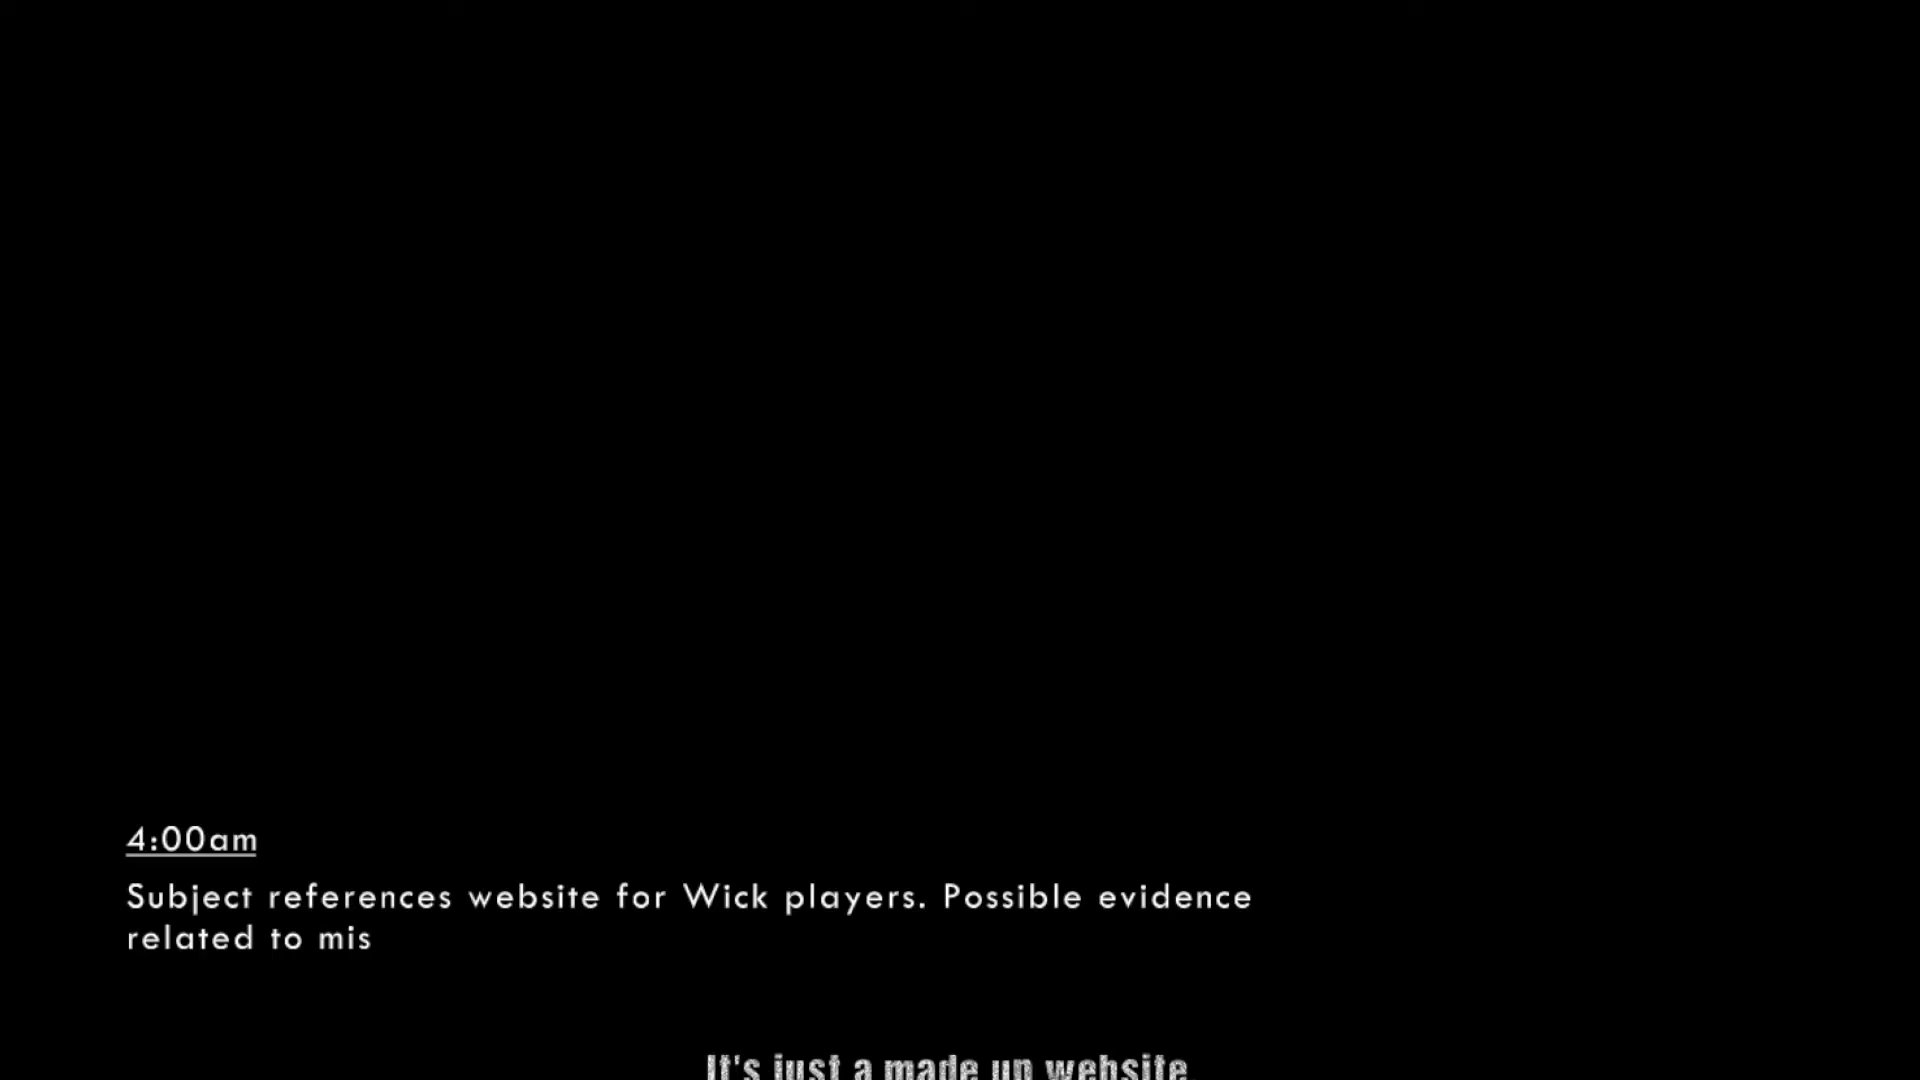 4:00am
Subject references website for Wick players. Possible evidence
related to mis
It's just a made up website